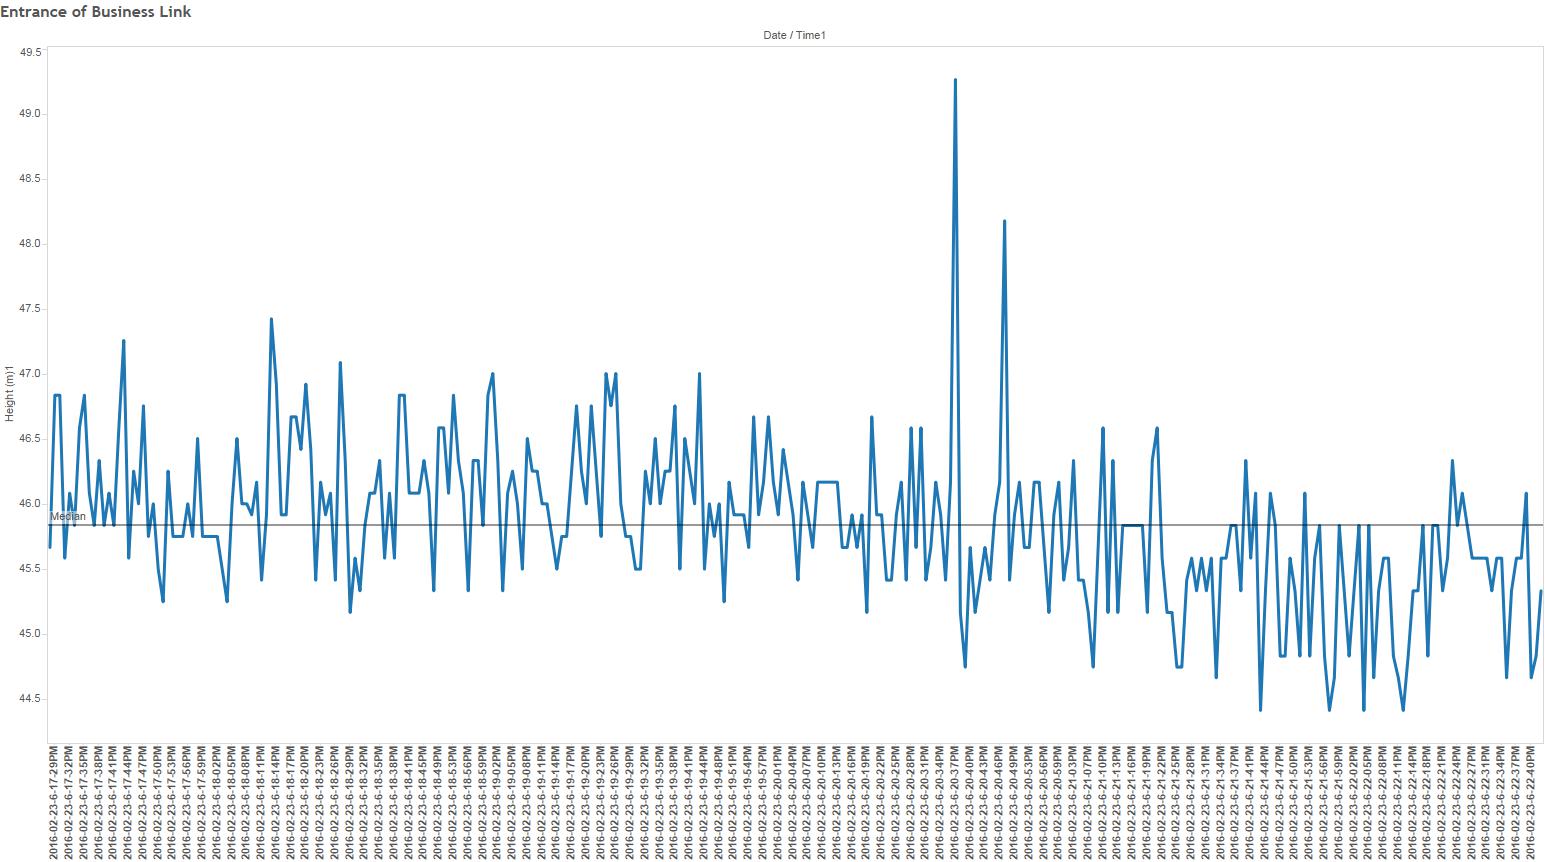 Entrance of Business Link
Date / Time1
49.5
49.0
48.5
48.0
47.5
47.0
46.5
46.0
45.5
45.0
44.5
Height (m)1
Median
2016-02-23-6-17-29PM
2016-02-23-6-17-32PM
2016-02-23-6-17-35PM
2016-02-23-6-17-38PM
2016-02-23-6-17-41PM
2016-02-23-6-17-44PM
2016-02-23-6-17-47PM
2016-02-23-6-17-50PM
2016-02-23-6-17-53PM
2016-02-23-6-17-56PM
2016-02-23-6-17-59PM
2016-02-23-6-18-02PM
2016-02-23-6-18-05PM
2016-02-23-6-18-08PM
2016-02-23-6-18-11PM
2016-02-23-6-18-14PM
2016-02-23-6-18-17PM
2016-02-23-6-18-20PM
2016-02-23-6-18-23PM
2016-02-23-6-18-26PM
2016-02-23-6-18-29PM
2016-02-23-6-18-32PM
2016-02-23-6-18-35PM
2016-02-23-6-18-38PM
2016-02-23-6-18-41PM
2016-02-23-6-18-45PM
2016-02-23-6-18-50PM
2016-02-23-6-18-53PM
2016-02-23-6-18-56PM
2016-02-23-6-18-59PM
2016-02-23-6-19-02PM
2016-02-23-6-19-05PM
2016-02-23-6-19-08PM
2016-02-23-6-19-11PM
2016-02-23-6-19-14PM
2016-02-23-6-19-17PM
2016-02-23-6-19-20PM
2016-02-23-6-19-23PM
2016-02-23-6-19-26PM
2016-02-23-6-19-29PM
2016-02-23-6-19-32PM
2016-02-23-6-19-35PM
2016-02-23-6-19-38PM
2016-02-23-6-19-41PM
2016-02-23-6-19-44PM
2016-02-23-6-19-48PM
2016-02-23-6-19-51PM
2016-02-23-6-19-54PM
2016-02-23-6-19-57PM
2016-02-23-6-20-01PM
2016-02-23-6-20-04PM
2016-02-23-6-20-07PM
2016-02-23-6-20-10PM
2016-02-23-6-20-13PM
2016-02-23-6-20-19PM
2016-02-23-6-20-22PM
2016-02-23-6-20-25PM
2016-02-23-6-20-28PM
2016-02-23-6-20-31PM
2016-02-23-6-20-34PM
2016-02-23-6-20-37PM
2016-02-23-6-20-40PM
2016-02-23-6-20-43PM
2016-02-23-6-20-46PM
2016-02-23-6-20-49PM
2016-02-23-6-20-53PM
2016-02-23-6-20-56PM
2016-02-23-6-20-59PM
2016-02-23-6-21-03PM
2016-02-23-6-21-07PM
2016-02-23-6-21-10PM
2016-02-23-6-21-13PM
2016-02-23-6-21-16PM
2016-02-23-6-21-19PM
2016-02-23-6-21-22PM
2016-02-23-6-21-25PM
2016-02-23-6-21-28PM
2016-02-23-6-21-31PM
2016-02-23-6-21-34PM
2016-02-23-6-21-37PM
2016-02-23-6-21-41PM
2016-02-23-6-21-44PM
2016-02-23-6-21-47PM
2016-02-23-6-21-50PM
2016-02-23-6-21-53PM
2016-02-23-6-21-56PM
2016-02-23-6-21-59PM
2016-02-23-6-22-02PM
2016-02-23-6-22-05PM
2016-02-23-6-22-08PM
2016-02-23-6-22-11PM
2016-02-23-6-22-14PM
2016-02-23-6-22-18PM
2016-02-23-6-22-21PM
2016-02-23-6-22-24PM
2016-02-23-6-22-27PM
2016-02-23-6-22-31PM
2016-02-23-6-22-34PM
2016-02-23-6-22-37PM
2016-02-23-6-22-40PM